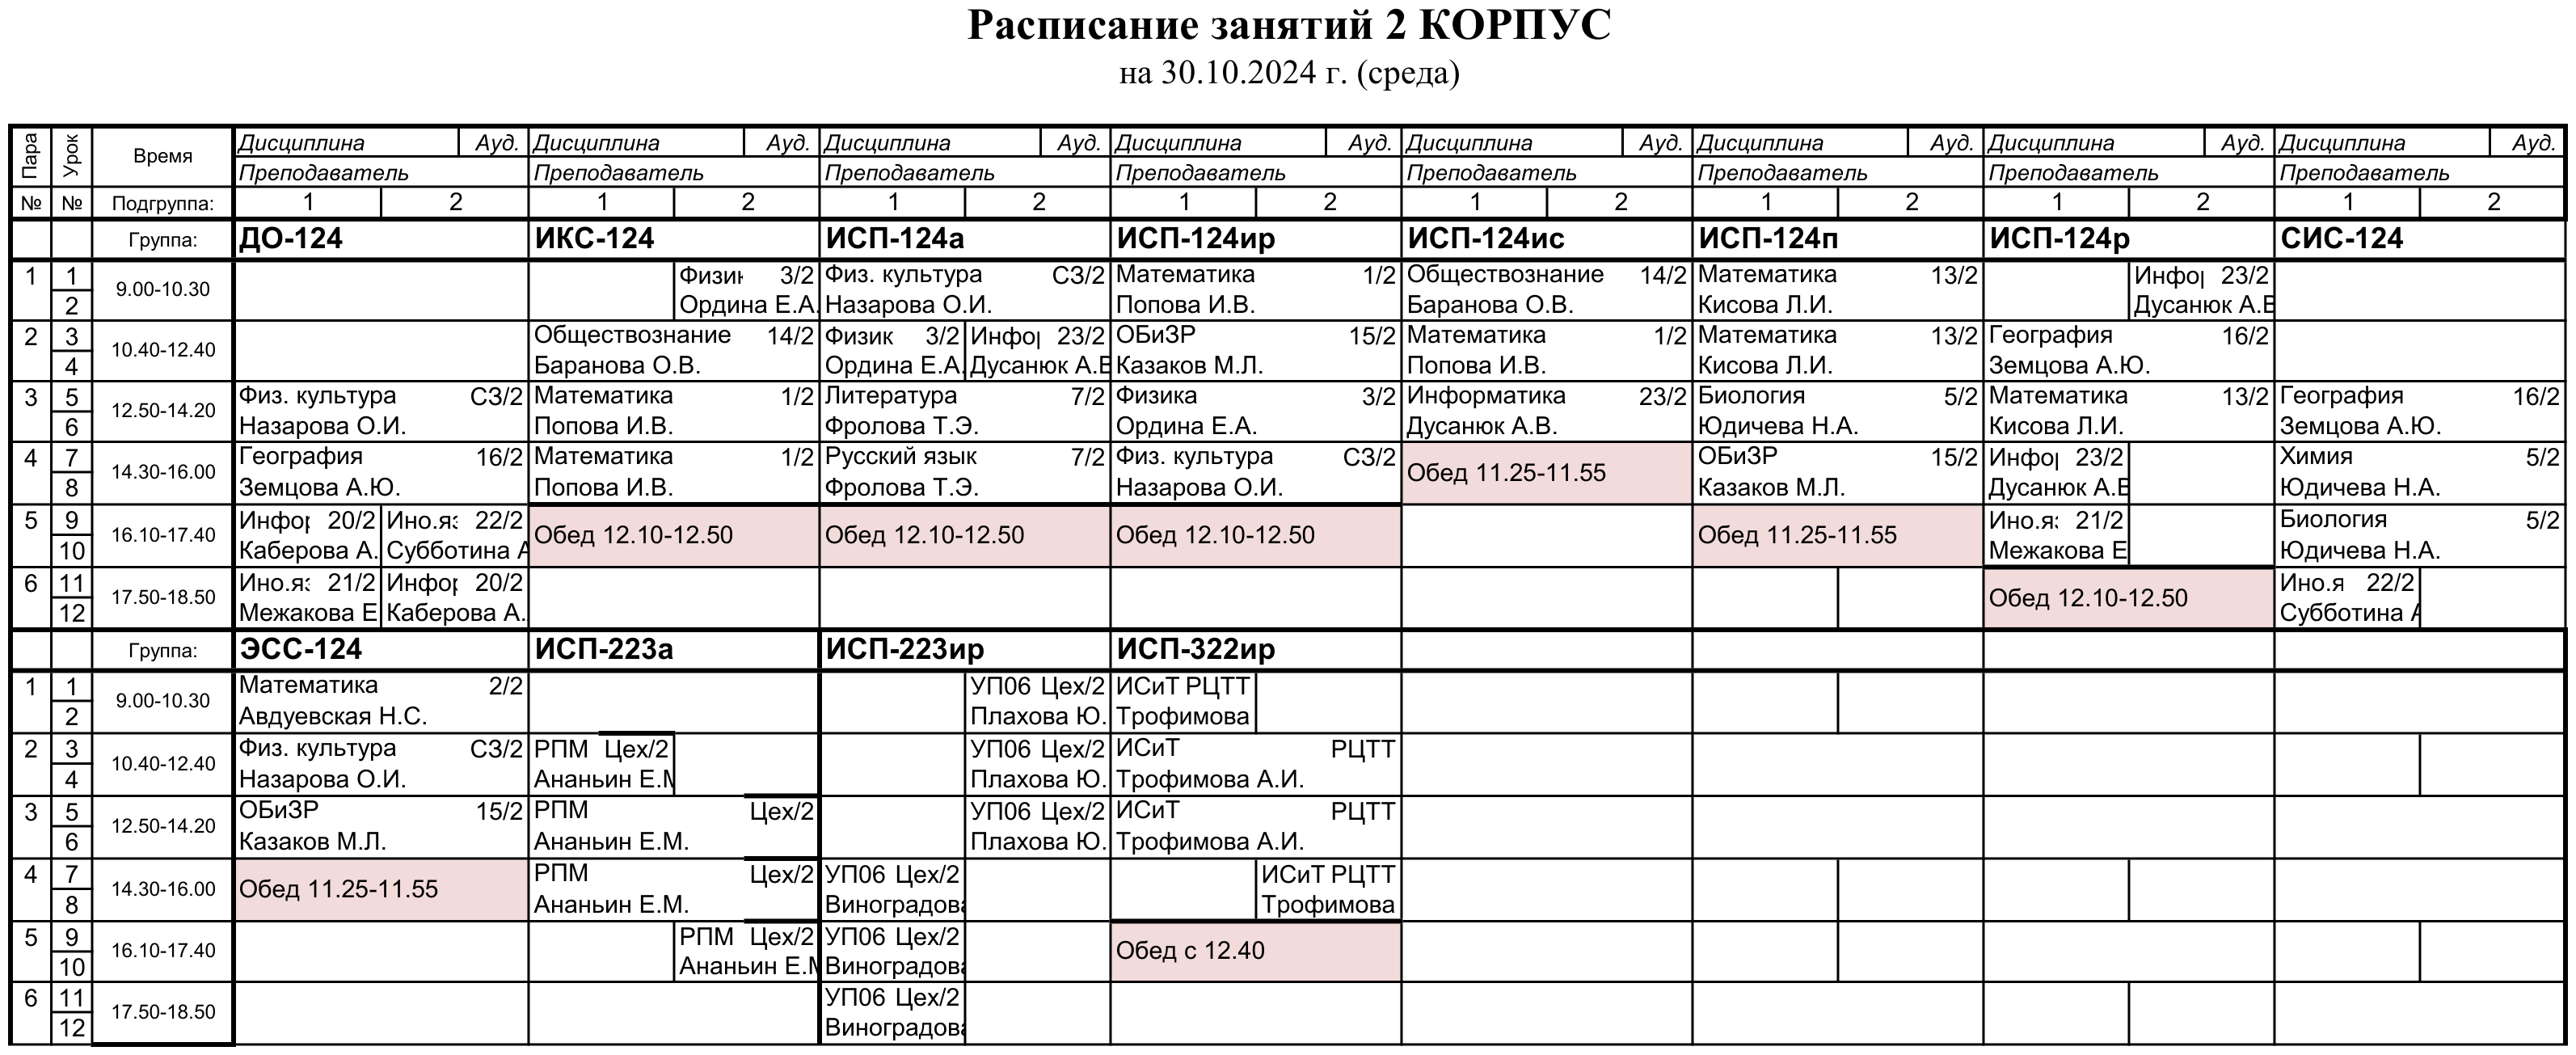 Расписание занятий 2 КОРПУС
на 30.10.2024 г. (среда)
Пара Урок Время Дисциплина Ауд. Дисциплина Ауд. Дисциплина Ауд. Дисциплина Ауд. Дисциплина Ауд. Дисциплина Ауд. Дисциплина Ауд. Дисциплина Ауд.
Преподаватель Преподаватель Преподаватель Преподаватель Преподаватель Преподаватель Преподаватель Преподаватель
№ № Подгруппа: 1 2 1 2 1 2 1 2 1 2 1 2 1 2 1 2
Группа: ДО-124 ИКС-124 ИСП-124а ИСП-124ир ИСП-124ис ИСП-124п ИСП-124р СИС-124
1 1 9.00-10.30 Физик 3/2 Физ. культура С3/2 Математика 1/2 Обществознание 14/2 Математика 13/2 Инфор 23/2
2 Ордина Е.А. Назарова О.И. Попова И.В. Баранова О.В. Кисова Л.И. Дусанюк А.В
2 3 10.40-12.40 Обществознание 14/2 Физик 3/2 Инфор 23/2 ОБиЗР 15/2 Математика 1/2 Математика 13/2 География 16/2
4 Баранова О.В. Ордина Е.А. Дусанюк А.В Казаков М.Л. Попова И.В. Кисова Л.И. Земцова А.Ю.
3 5 12.50-14.20 Физ. культура С3/2 Математика 1/2 Литература 7/2 Физика 3/2 Информатика 23/2 Биология 5/2 Математика 13/2 География 16/2
6 Назарова О.И. Попова И.В. Фролова Т.Э. Ордина Е.А. Дусанюк А.В. Юдичева Н.А. Кисова Л.И. Земцова А.Ю.
4 7 14.30-16.00 География 16/2 Математика 1/2 Русский язык 7/2 Физ. культура С3/2 Обед 11.25-11.55 ОБиЗР 15/2 Инфор 23/2 Химия 5/2
8 Земцова А.Ю. Попова И.В. Фролова Т.Э. Назарова О.И. Казаков М.Л. Дусанюк А.В Юдичева Н.А.
5 9 16.10-17.40 Инфор 20/2 Ино.яз 22/2 Обед 12.10-12.50 Обед 12.10-12.50 Обед 12.10-12.50 Обед 11.25-11.55 Ино.яз 21/2 Биология 5/2
10 Каберова А. Субботина А Межакова Е Юдичева Н.А.
6 11 17.50-18.50 Ино.яз 21/2 Инфор 20/2 Обед 12.10-12.50 Ино.я 22/2
12 Межакова Е Каберова А. Субботина А
Группа: ЭСС-124 ИСП-223а ИСП-223ир ИСП-322ир
1 1 9.00-10.30 Математика 2/2 УП06 Цех/2 ИСиТ РЦТТ
2 Авдуевская Н.С. Плахова Ю. Трофимова
2 3 10.40-12.40 Физ. культура С3/2 РПМ Цех/2 УП06 Цех/2 ИСиТ РЦТТ
4 Назарова О.И. Ананьин Е.М Плахова Ю. Трофимова А.И.
3 5 12.50-14.20 ОБиЗР 15/2 РПМ Цех/2 УП06 Цех/2 ИСиТ РЦТТ
6 Казаков М.Л. Ананьин Е.М. Плахова Ю. Трофимова А.И.
4 7 14.30-16.00 Обед 11.25-11.55 РПМ Цех/2 УП06 Цех/2 ИСиТ РЦТТ
8 Ананьин Е.М. Виноградова Трофимова
5 9 16.10-17.40 РПМ Цех/2 УП06 Цех/2 Обед с 12.40
10 Ананьин Е.М Виноградова
6 11 17.50-18.50 УП06 Цех/2
12 Виноградова